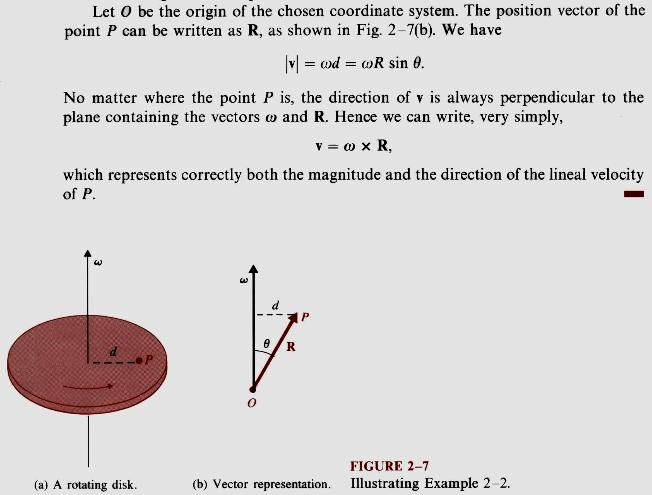 Let O be the origin of the chosen coordinate system. The position vector of the
point P can be written as R, as shown in Fig. 2–7(b). We have
|v| = ωd = ωR sin θ.
No matter where the point P is, the direction of v is always perpendicular to the
plane containing the vectors ω and R. Hence we can write, very simply,
v = ω × R,
which represents correctly both the magnitude and the direction of the lineal velocity
of P.
ω
d
P
ω
d
P
θ
R
O
(a) A rotating disk.
(b) Vector representation.
FIGURE 2–7
Illustrating Example 2–2.